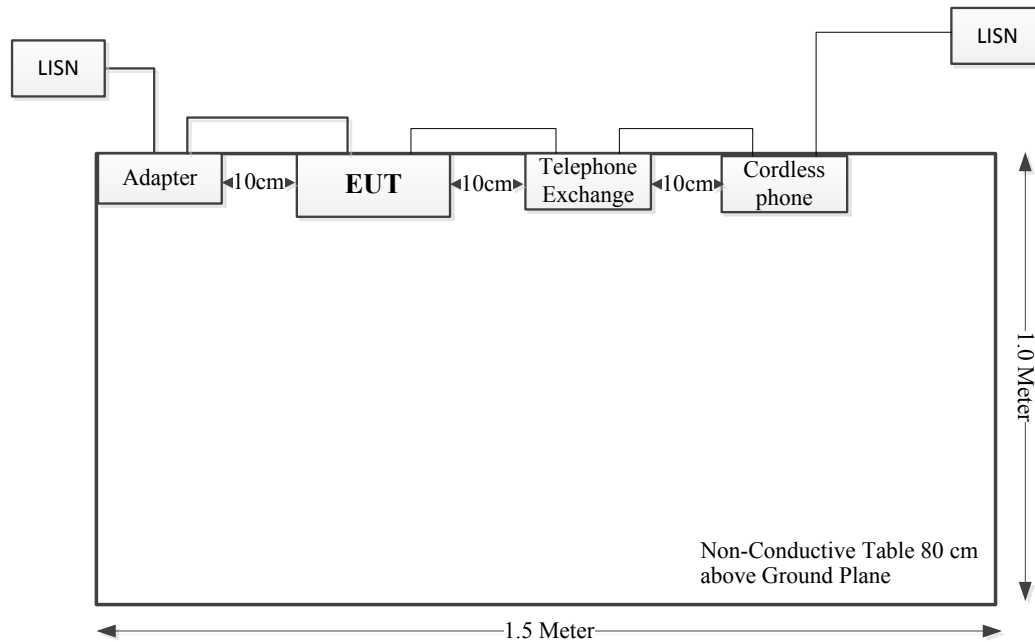 LISN
LISN
Adapter
10cm
EUT
10cm
Telephone
Exchange
10cm
Cordless
phone
1.0 Meter
Non-Conductive Table 80 cm
above Ground Plane
1.5 Meter